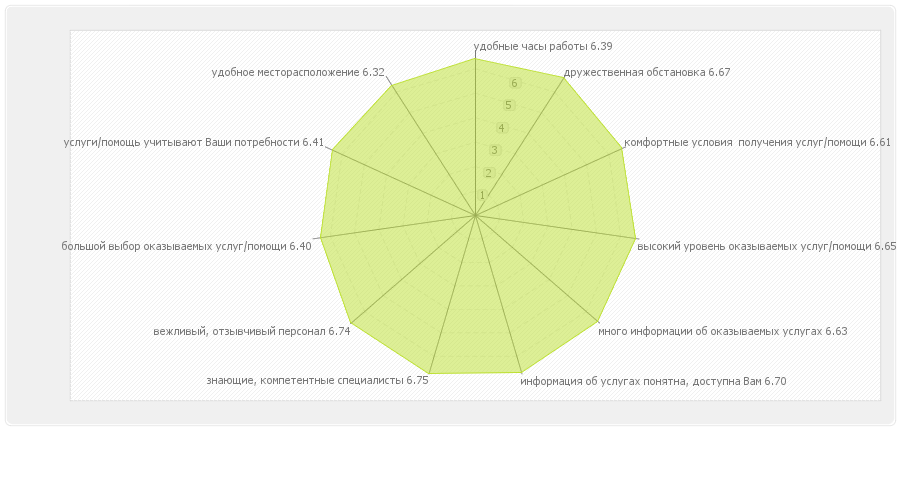 удобные часы работы 6.39
удобное месторасположение 6.32
дружественная обстановка 6.67
6
5
4
услуги/помощь учитывают Ваши потребности 6.41
комфортные условия получения услуг/помощи 6.61
3
2
1
большой выбор оказываемых услуг/помощи 6.40
высокий уровень оказываемых услуг/помощи 6.65
вежливый, отзывчивый персонал 6.74
много информации об оказываемых услугах 6.63
знающие, компетентные специалисты 6.75
информация об услугах понятна, доступна Вам 6.70